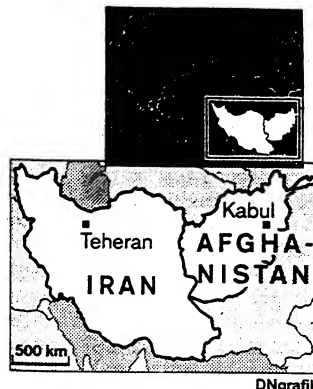 Kabul
Teheran
AFGHA-
IRAN
NISTAN
500 km
DNgrafik